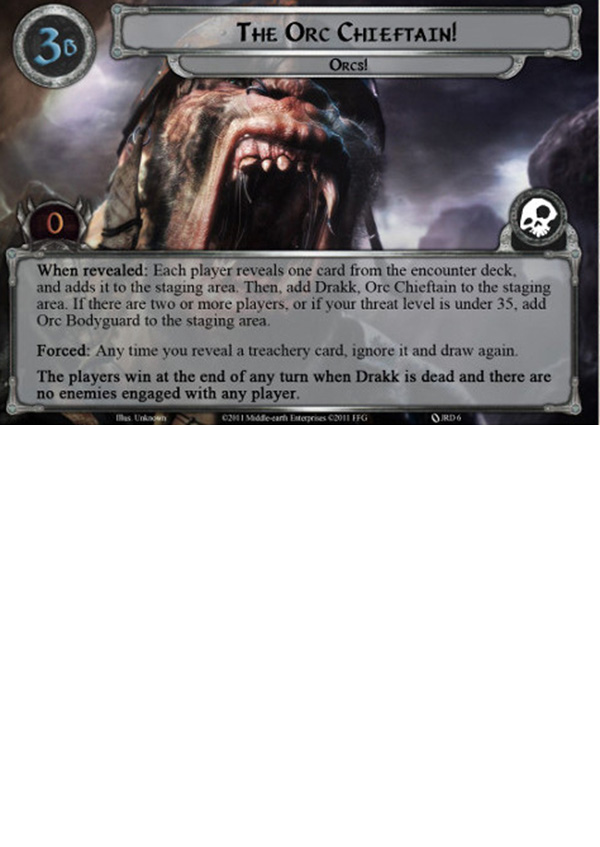 3B
The Orc Chieftain!
Orcs!
0
When revealed: Each player reveals one card from the encounter deck,
and adds it to the staging area. Then, add Drakk, Orc Chieftain to the staging
area. If there are two or more players, or if your threat level is under 35, add
Orc Bodyguard to the staging area.
Forced: Any time you reveal a treachery card, ignore it and draw again.
The players win at the end of any turn when Drakk is dead and there are
no enemies engaged with any player.
Illus. Unknown ©2011 Middle-earth Enterprises ©2011 FFG JRD 6